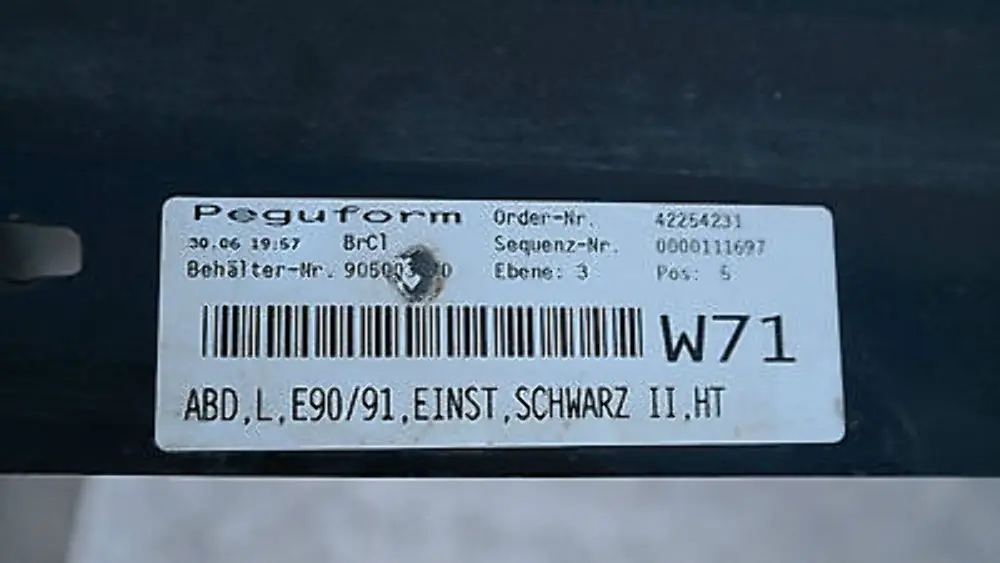 Peguform Order-Nr. 42254231
30.06 19:57 BrCl Sequenz-Nr. 0000111697
Behälter-Nr. Ebene: 3 Pos: 5
W71
ABD,L,E90/91,EINST,SCHWARZ II,HT